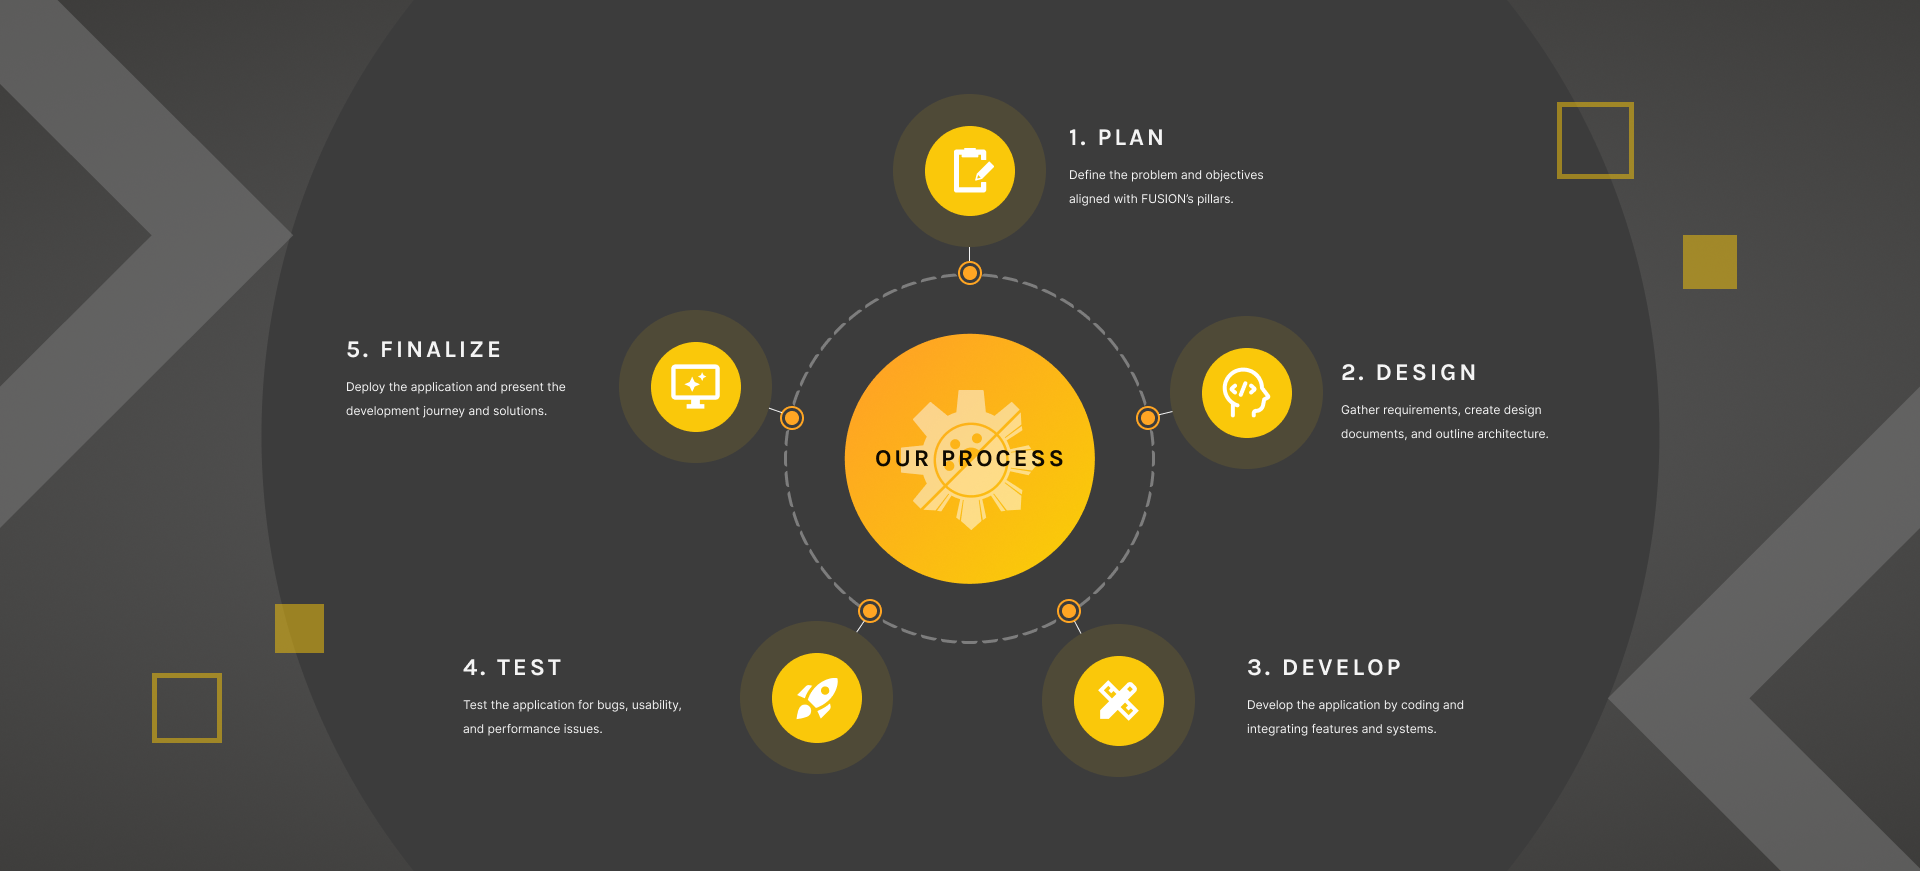 1. PLAN
Define the problem and objectives
aligned with FUSION's pillars.
2. DESIGN
Gather requirements, create design
documents, and outline architecture.
3. DEVELOP
Develop the application by coding and
integrating features and systems.
4. TEST
Test the application for bugs, usability,
and performance issues.
5. FINALIZE
Deploy the application and present the
development journey and solutions.
OUR PROCESS